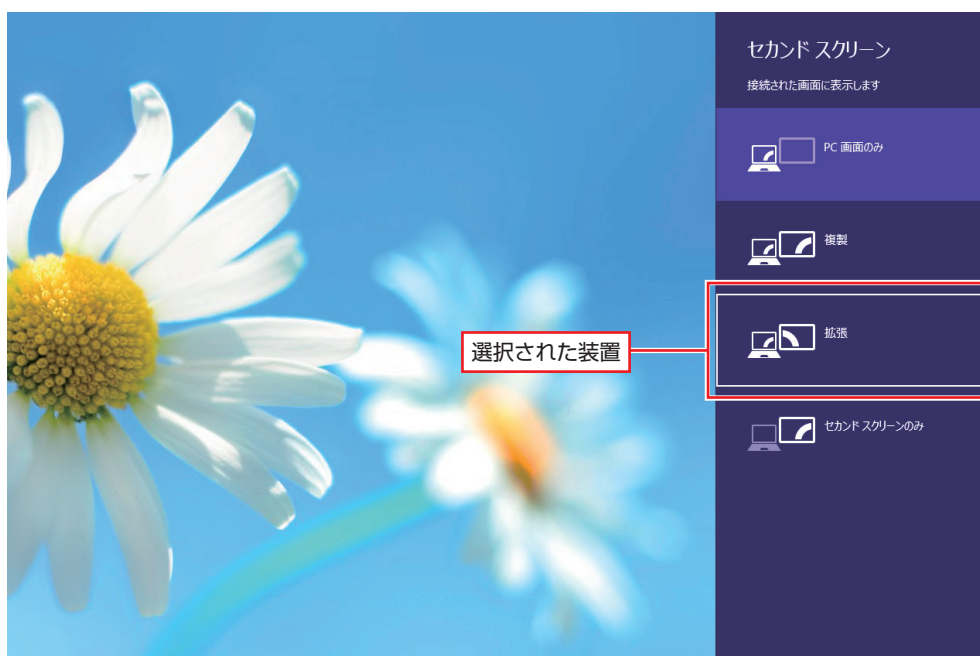 セカンド スクリーン
接続された画面に表示します
PC 画面のみ
複製
選択された装置
拡張
セカンド スクリーンのみ